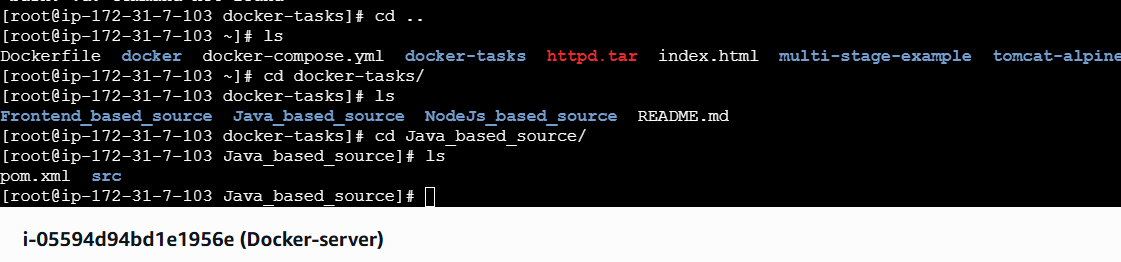 [root@ip-172-31-7-103 docker-tasks]# cd ..
[root@ip-172-31-7-103 ~]# ls
Dockerfile docker docker-compose.yml docker-tasks httpd.tar index.html multi-stage-example tomcat-alpine
[root@ip-172-31-7-103 ~]# cd docker-tasks/
[root@ip-172-31-7-103 docker-tasks]# ls
Frontend_based_source Java_based_source NodeJs_based_source README.md
[root@ip-172-31-7-103 docker-tasks]# cd Java_based_source/
[root@ip-172-31-7-103 Java_based_source]# ls
pom.xml src
[root@ip-172-31-7-103 Java_based_source]#
i-05594d94bd1e1956e (Docker-server)